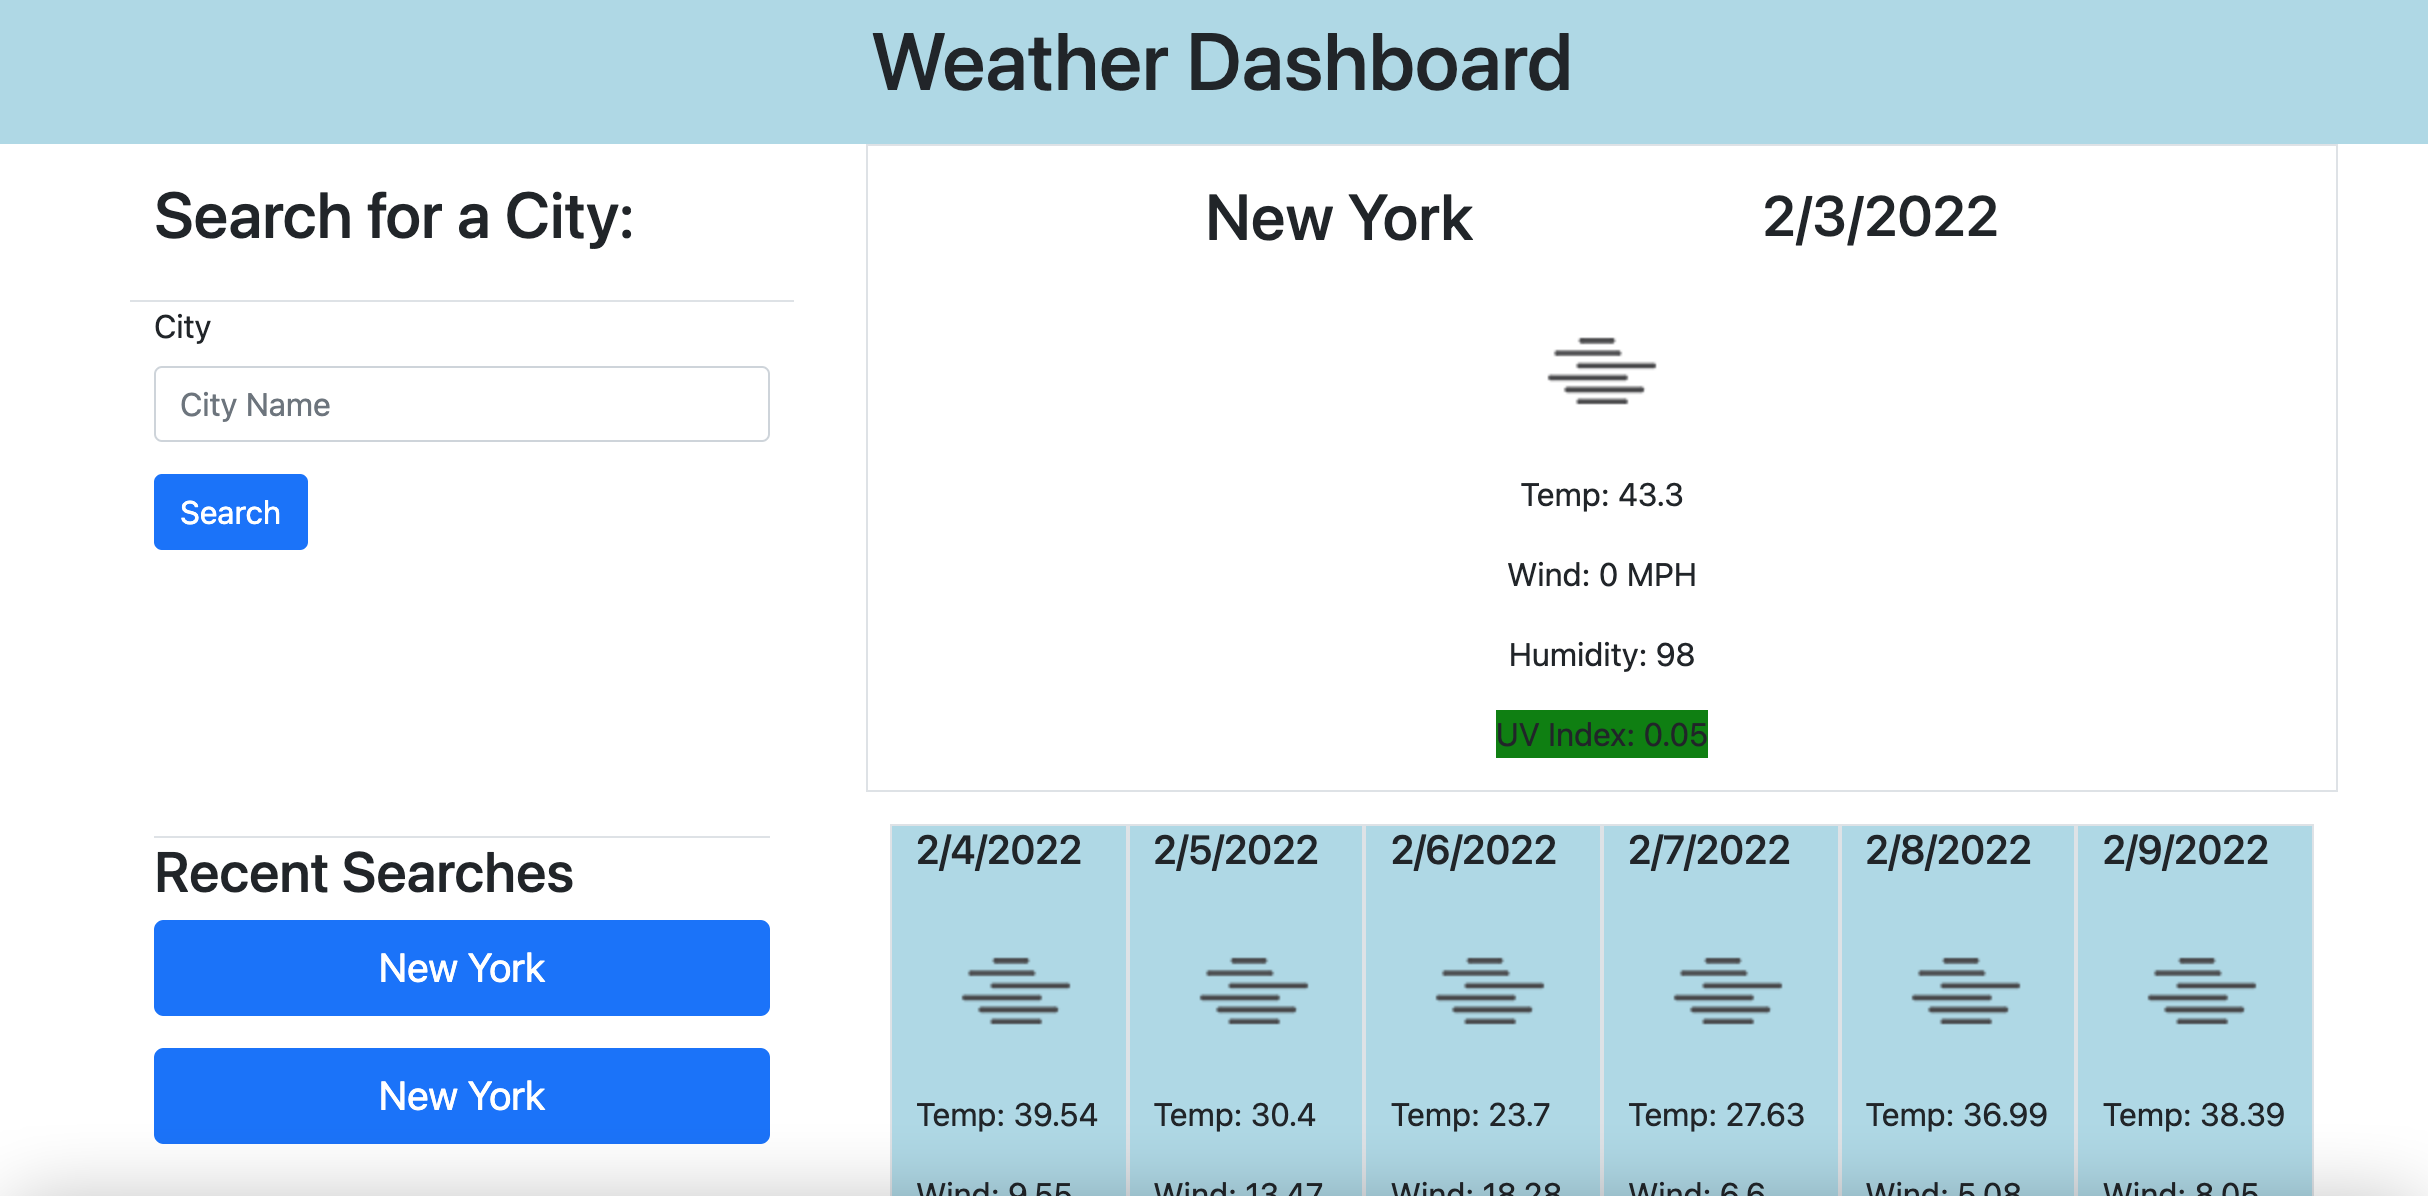 Weather Dashboard
Search for a City:
City
City Name
Search
Recent Searches
New York
New York
New York 2/3/2022
Temp: 43.3
Wind: 0 MPH
Humidity: 98
UV Index: 0.05
2/4/2022 2/5/2022 2/6/2022 2/7/2022 2/8/2022 2/9/2022
Temp: 39.54 Temp: 30.4 Temp: 23.7 Temp: 27.63 Temp: 36.99 Temp: 38.39
Wind: 9.55 Wind: 13.47 Wind: 18.28 Wind: 6.6 Wind: 5.08 Wind: 8.05